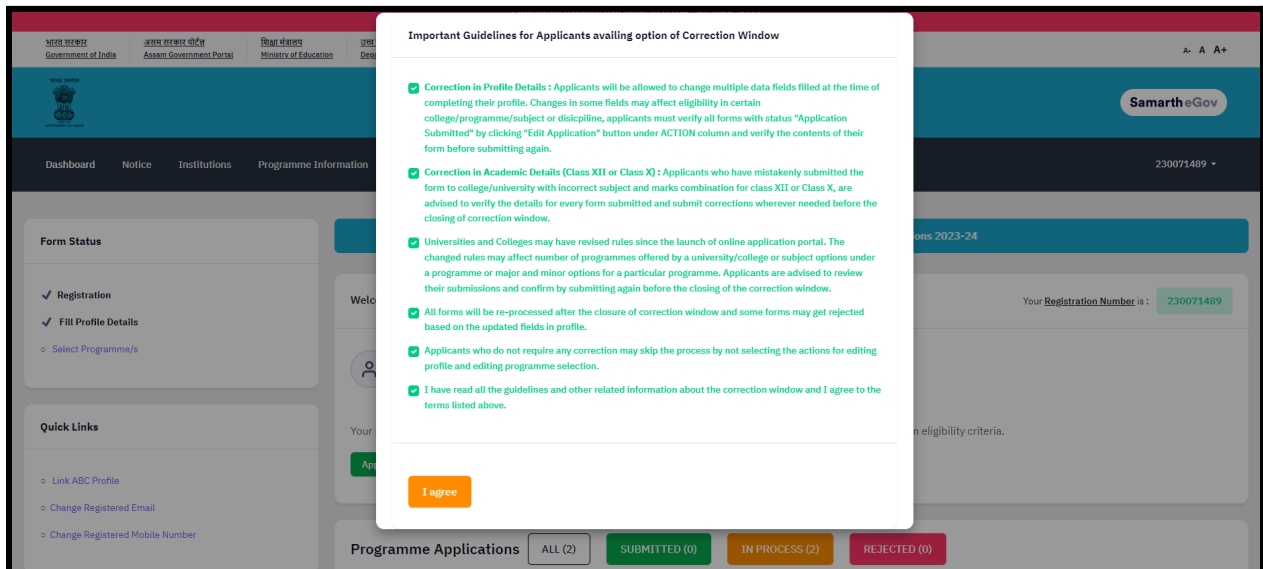 भारत सरकार
Government of India
असम सरकार पोर्टल
Assam Government Portal
शिक्षा मंत्रालय
Ministry of Education
A- A A+
SamartheGov
Dashboard Notice Institutions Programme Information
230071489
Form Status
Registration
Fill Profile Details
Select Programme/s
Quick Links
Link ABC Profile
Change Registered Email
Change Registered Mobile Number
Important Guidelines for Applicants availing option of Correction Window
Correction in Profile Details : Applicants will be allowed to change multiple data fields filled at the time of
completing their profile. Changes in some fields may affect eligibility in certain
college/programme/subject or disicpiline, applicants must verify all forms with status "Application
Submitted" by clicking "Edit Application" button under ACTION column and verify the contents of their
form before submitting again.
Correction in Academic Details (Class XII or Class X) : Applicants who have mistakenly submitted the
form to college/university with incorrect subject and marks combination for class XII or Class X, are
advised to verify the details for every form submitted and submit corrections wherever needed before the
closing of correction window.
Universities and Colleges may have revised rules since the launch of online application portal. The
changed rules may affect number of programmes offered by a university/college or subject options under
a programme or major and minor options for a particular programme. Applicants are advised to review
their submissions and confirm by submitting again before the closing of the correction window.
All forms will be re-processed after the closure of correction window and some forms may get rejected
based on the updated fields in profile.
Applicants who do not require any correction may skip the process by not selecting the actions for editing
profile and editing programme selection.
I have read all the guidelines and other related information about the correction window and I agree to the
terms listed above.
I agree
ons 2023-24
Your Registration Number is : 230071489
Your
n eligibility criteria.
Programme Applications ALL (2) SUBMITTED (0) IN PROCESS (2) REJECTED (0)